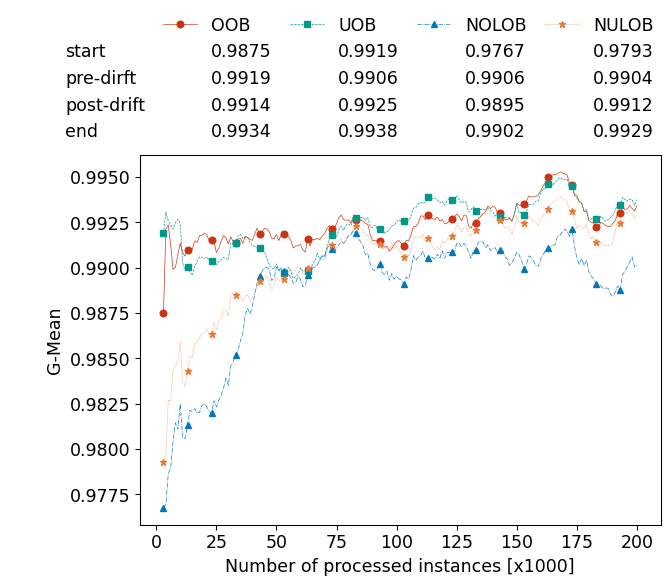 OOB UOB NOLOB NULOB
start 0.9875 0.9919 0.9767 0.9793
pre-dirft 0.9919 0.9906 0.9906 0.9904
post-drift 0.9914 0.9925 0.9895 0.9912
end 0.9934 0.9938 0.9902 0.9929
0.9950
0.9925
0.9900
0.9875
0.9850
0.9825
0.9800
0.9775
G-Mean
0 25 50 75 100 125 150 175 200
Number of processed instances [x1000]